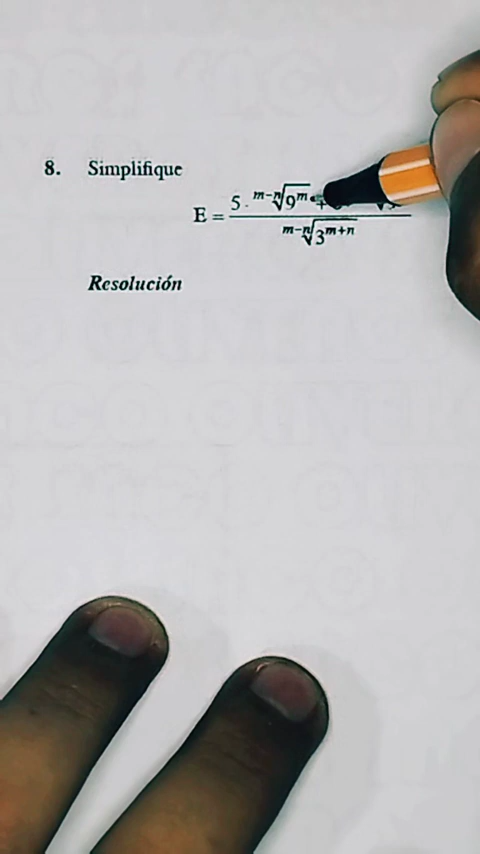 8. Simplifique
E = 5 · ᵐ⁻ⁿ√9ᵐ +
ᵐ⁻ⁿ√3ᵐ⁺ⁿ
Resolución